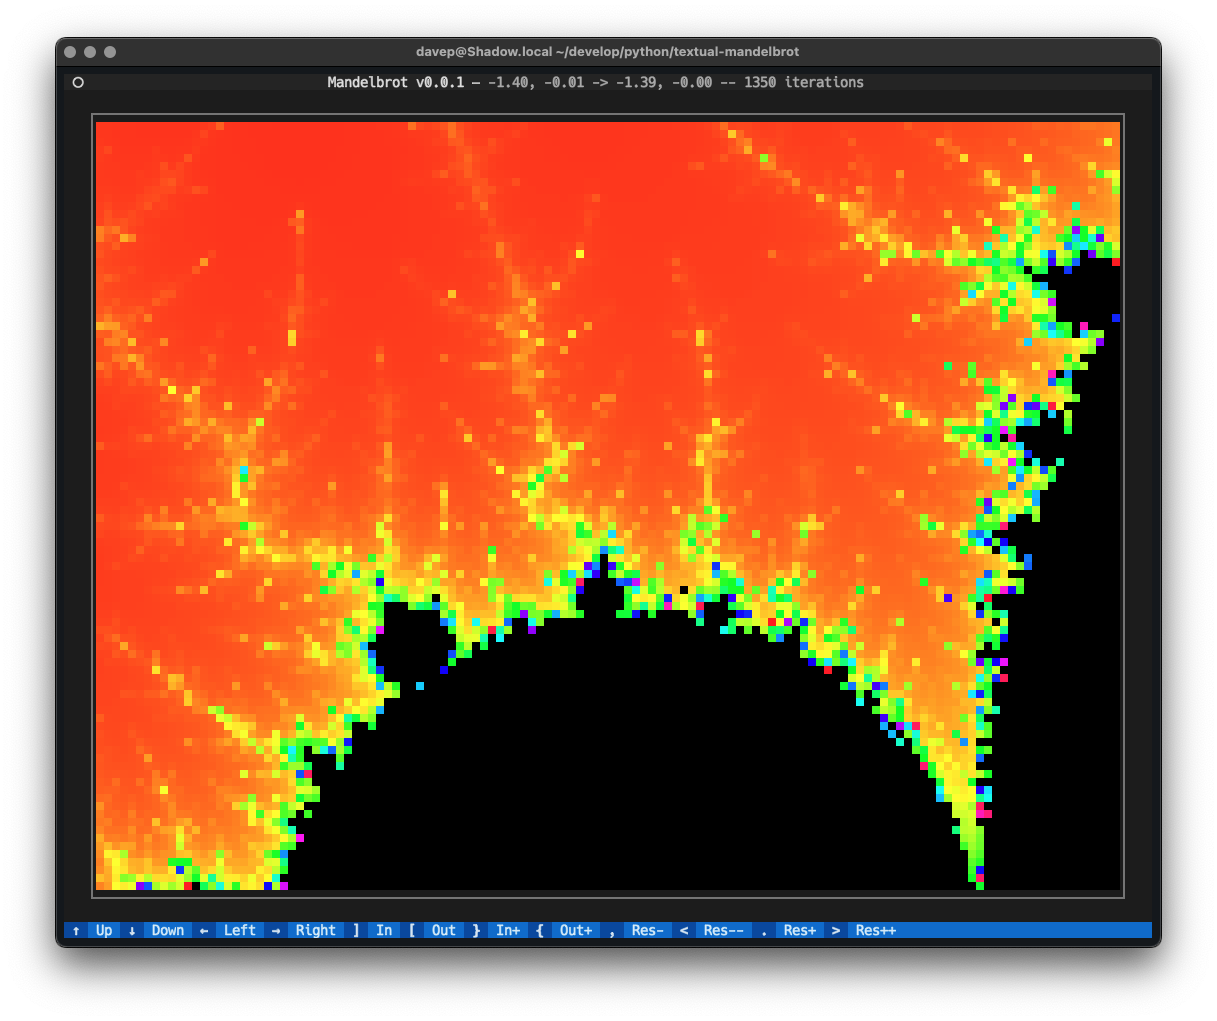 davep@Shadow.local ~/develop/python/textual-mandelbrot
Mandelbrot v0.0.1 — -1.40, -0.01 -> -1.39, -0.00 -- 1350 iterations
↑ Up ↓ Down ← Left → Right ] In [ Out } In+ { Out+ , Res- < Res-- . Res+ > Res++